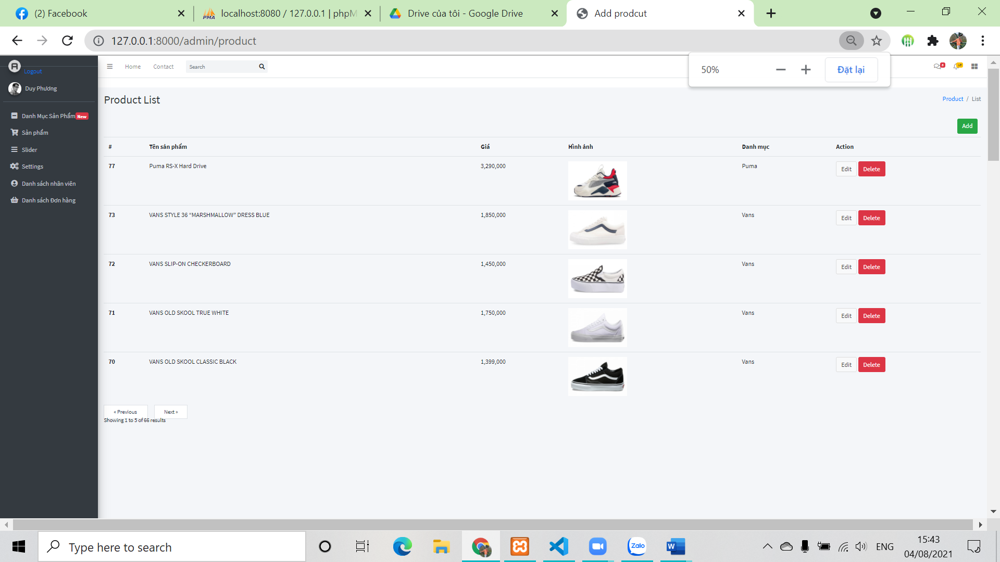 (2) Facebook
localhost:8080 / 127.0.0.1 | phpM
Drive của tôi - Google Drive
Add prodcut
127.0.0.1:8000/admin/product
50%
Đặt lại
Logout
Home
Contact
Search
Duy Phương
Product List
Product / List
Danh Mục Sản Phẩm New
Sản phẩm
Slider
Settings
Danh sách nhân viên
Danh sách Đơn hàng
Add
# Tên sản phẩm Giá Hình ảnh Danh mục Action
77 Puma RS-X Hard Drive 3,290,000 Puma Edit Delete
73 VANS STYLE 36 “MARSHMALLOW” DRESS BLUE 1,850,000 Vans Edit Delete
72 VANS SLIP-ON CHECKERBOARD 1,450,000 Vans Edit Delete
71 VANS OLD SKOOL TRUE WHITE 1,750,000 Vans Edit Delete
70 VANS OLD SKOOL CLASSIC BLACK 1,399,000 Vans Edit Delete
« Previous Next »
Showing 1 to 5 of 66 results
Type here to search
Zalo
W
ENG
15:43
04/08/2021